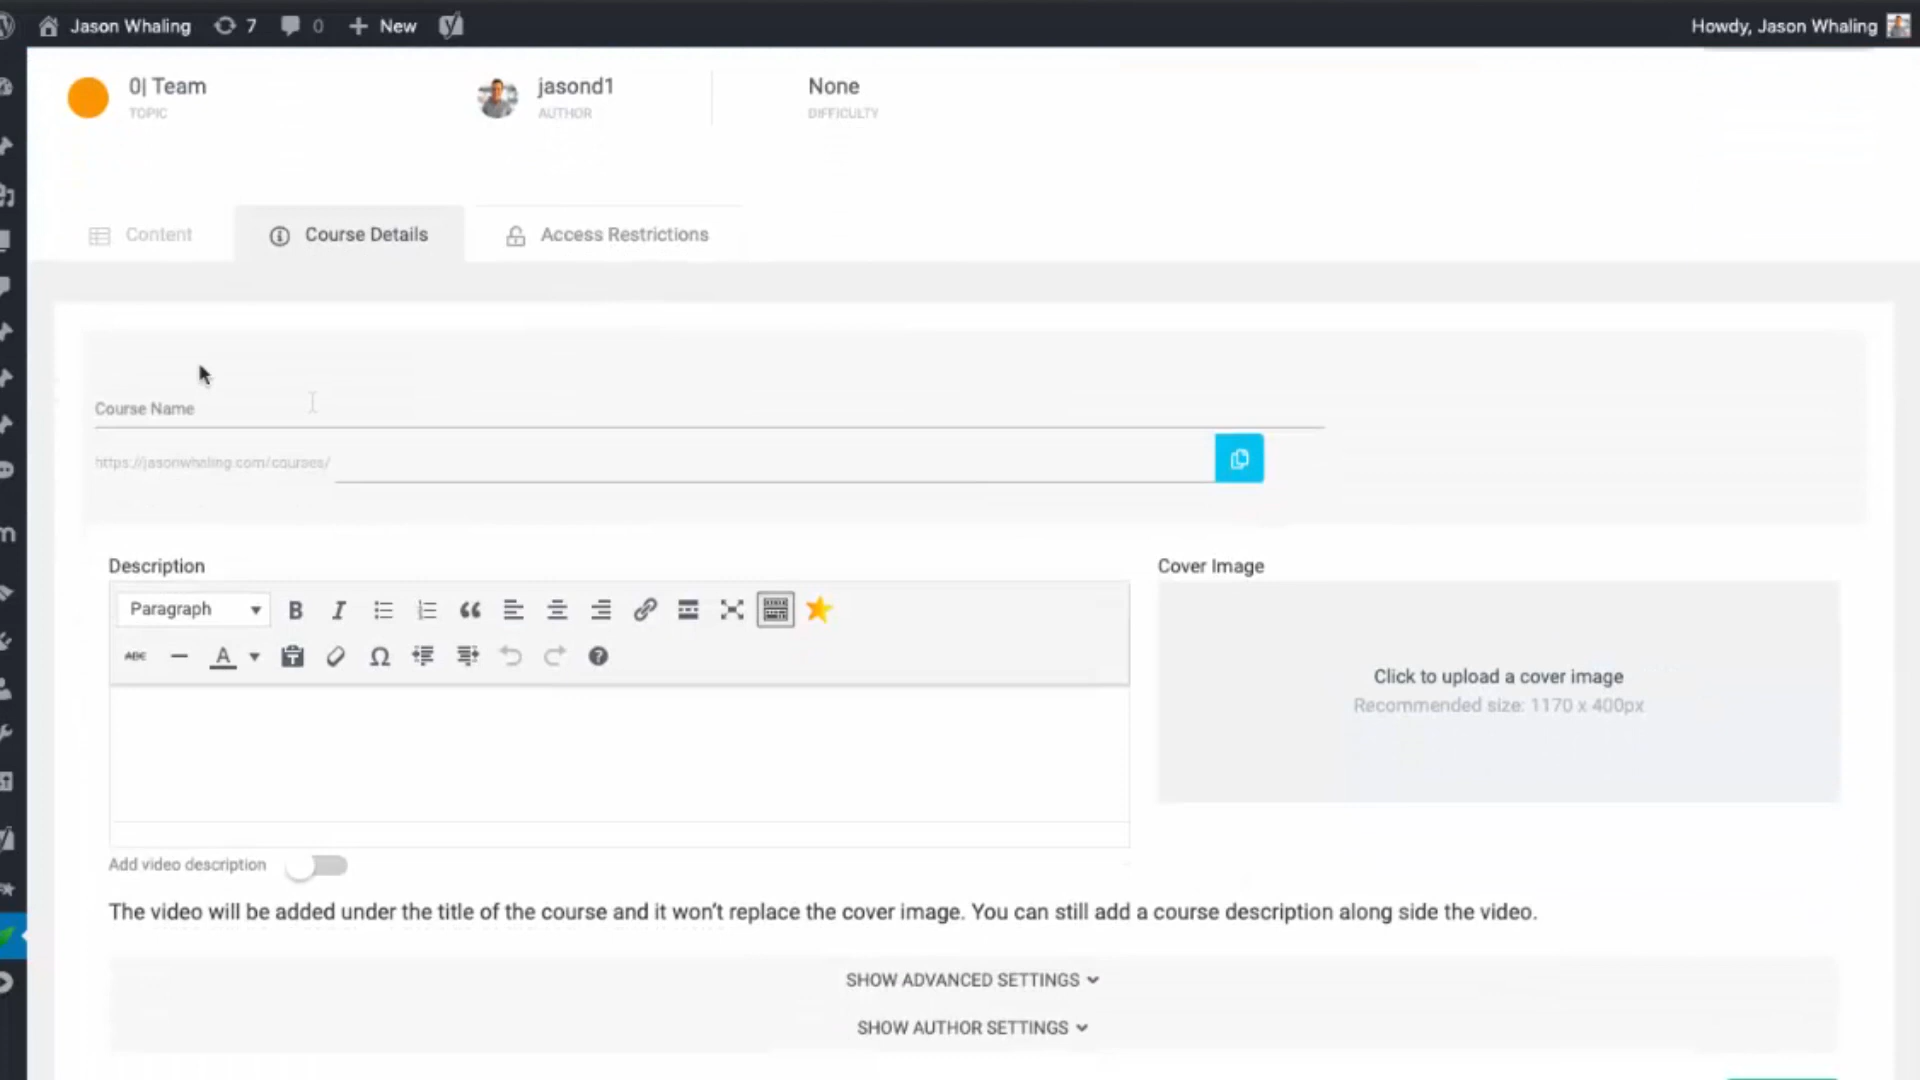 Jason Whaling 7 0 New Howdy, Jason Whaling
0| Team jasond1 None
TOPIC AUTHOR DIFFICULTY
Content Course Details Access Restrictions
Course Name
https://jasonwhaling.com/courses/
Description Cover Image
Paragraph B I
ABC A Ω
Click to upload a cover image
Recommended size: 1170 x 400px
Add video description
The video will be added under the title of the course and it won't replace the cover image. You can still add a course description along side the video.
SHOW ADVANCED SETTINGS
SHOW AUTHOR SETTINGS